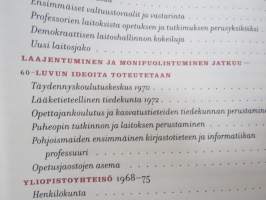 Ensimmäiset valtuustovaalit ja vastarinta
Professorien laitoksista opetuksen ja tutkimuksen perusyksiköiksi
Demokraattisen laitoshallinnon kokeiluja
Uusi laitosjako
LAAJENTUMINEN JA MONIPUOLISTUMINEN JATKUU
60-LUVUN IDEOITA TOTEUTETAAN
Täydennyskoulutuskeskus 1970
Lääketieteellinen tiedekunta 1972
Opettajankoulutus ja kasvatustieteiden tiedekunnan perustaminen
Puheopin tutkinnon ja laitoksen perustaminen
Pohjoismaiden ensimmäinen kirjastotieteen ja informatiikan
professuuri
Opetusjaostojen asema
YLIOPISTOYHTEISÖ 1968–75
Henkilökunta